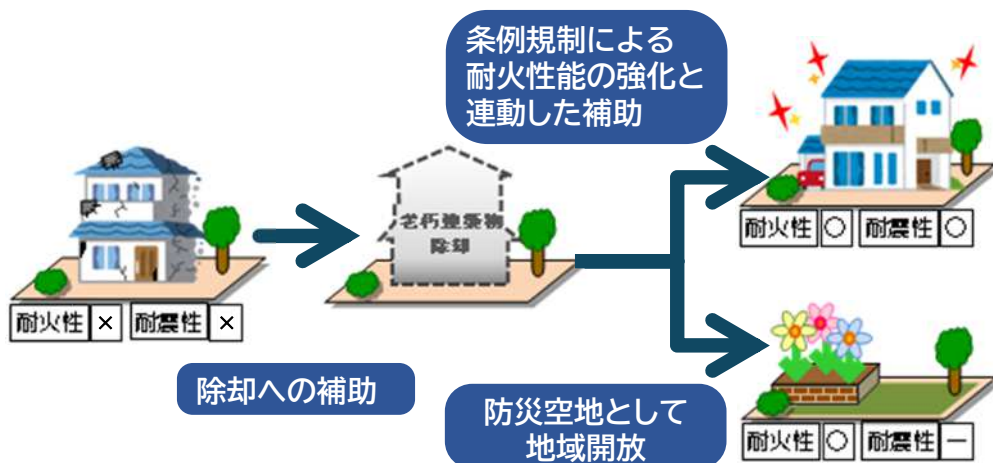 条例規制による
耐火性能の強化と
連動した補助
老朽建築物
除却
耐火性 × 耐震性 ×
耐火性 ○ 耐震性 ○
除却への補助
防災空地として
地域開放
耐火性 ○ 耐震性 －